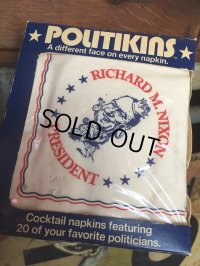 POLITIKINS
A different face on every napkin.
RICHARD M. NIXON
SOLD OUT
PRESIDENT
Cocktail napkins featuring
20 of your favorite politicians.